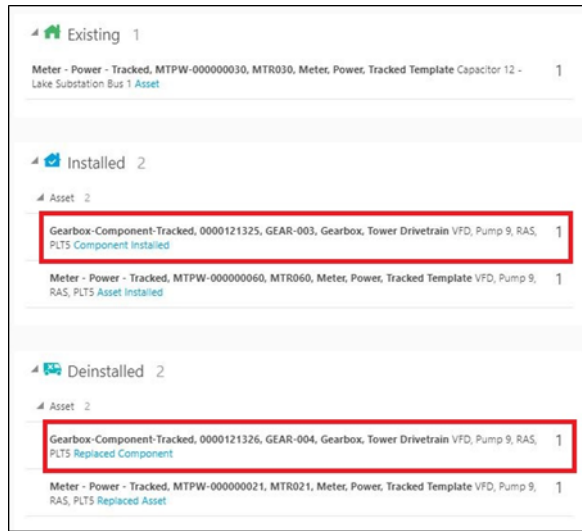 Existing 1
Meter - Power - Tracked, MTPW-000000030, MTR030, Meter, Power, Tracked Template Capacitor 12 - 1
Lake Substation Bus 1 Asset
Installed 2
Asset 2
Gearbox-Component-Tracked, 0000121325, GEAR-003, Gearbox, Tower Drivetrain VFD, Pump 9, RAS, 1
PLT5 Component Installed
Meter - Power - Tracked, MTPW-000000060, MTR060, Meter, Power, Tracked Template VFD, Pump 9, 1
RAS, PLT5 Asset Installed
Deinstalled 2
Asset 2
Gearbox-Component-Tracked, 0000121326, GEAR-004, Gearbox, Tower Drivetrain VFD, Pump 9, RAS, 1
PLT5 Replaced Component
Meter - Power - Tracked, MTPW-000000021, MTR021, Meter, Power, Tracked Template VFD, Pump 9, 1
RAS, PLT5 Replaced Asset